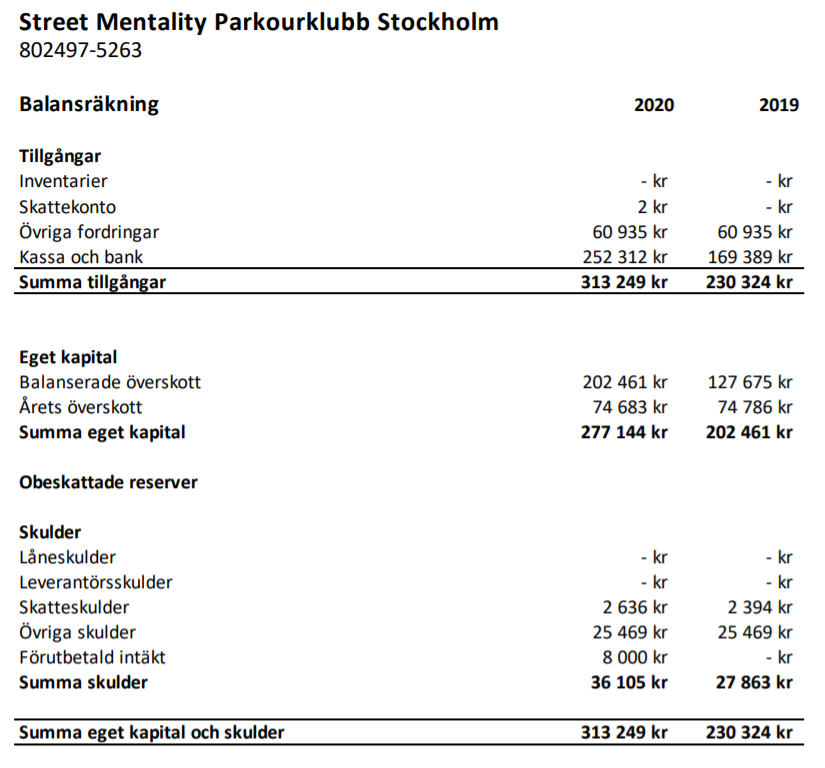 Street Mentality Parkourklubb Stockholm
802497-5263
Balansräkning 2020 2019
Tillgångar
Inventarier - kr - kr
Skattekonto 2 kr - kr
Övriga fordringar 60 935 kr 60 935 kr
Kassa och bank 252 312 kr 169 389 kr
Summa tillgångar 313 249 kr 230 324 kr
Eget kapital
Balanserade överskott 202 461 kr 127 675 kr
Årets överskott 74 683 kr 74 786 kr
Summa eget kapital 277 144 kr 202 461 kr
Obeskattade reserver
Skulder
Låneskulder - kr - kr
Leverantörsskulder - kr - kr
Skatteskulder 2 636 kr 2 394 kr
Övriga skulder 25 469 kr 25 469 kr
Förutbetald intäkt 8 000 kr - kr
Summa skulder 36 105 kr 27 863 kr
Summa eget kapital och skulder 313 249 kr 230 324 kr